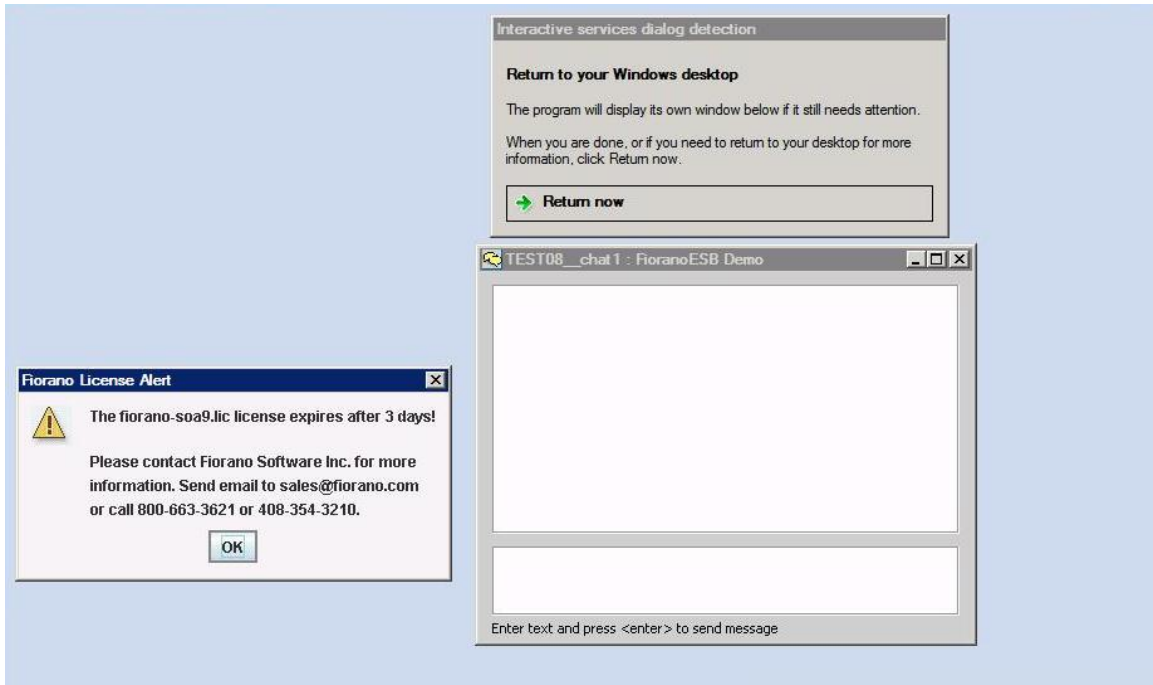 Interactive services dialog detection
Return to your Windows desktop
The program will display its own window below if it still needs attention.
When you are done, or if you need to return to your desktop for more
information, click Return now.
Return now
TEST08__chat1 : FioranoESB Demo
Enter text and press <enter> to send message
Fiorano License Alert
The fiorano-soa9.lic license expires after 3 days!
Please contact Fiorano Software Inc. for more
information. Send email to sales@fiorano.com
or call 800-663-3621 or 408-354-3210.
OK